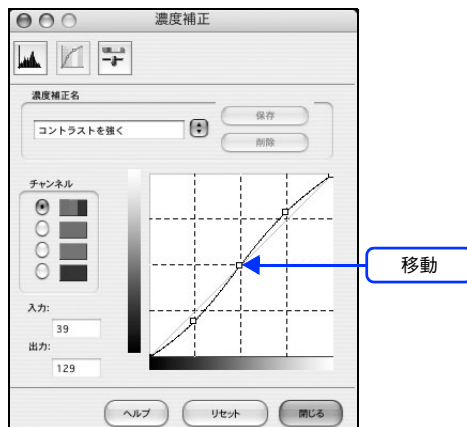 濃度補正
濃度補正名
コントラストを強く
保存
削除
チャンネル
移動
入力:
39
出力:
129
ヘルプ
リセット
閉じる